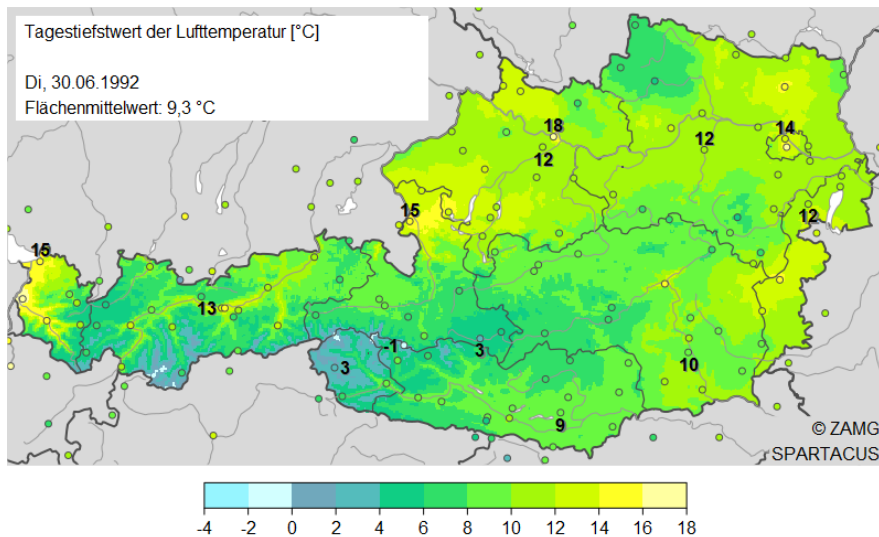 Tagestiefstwert der Lufttemperatur [°C]
Di, 30.06.1992
Flächenmittelwert: 9,3 °C
18
14
12
12
15
12
15
13
-1
3
3
10
9
© ZAMG
SPARTACUS
-4 -2 0 2 4 6 8 10 12 14 16 18